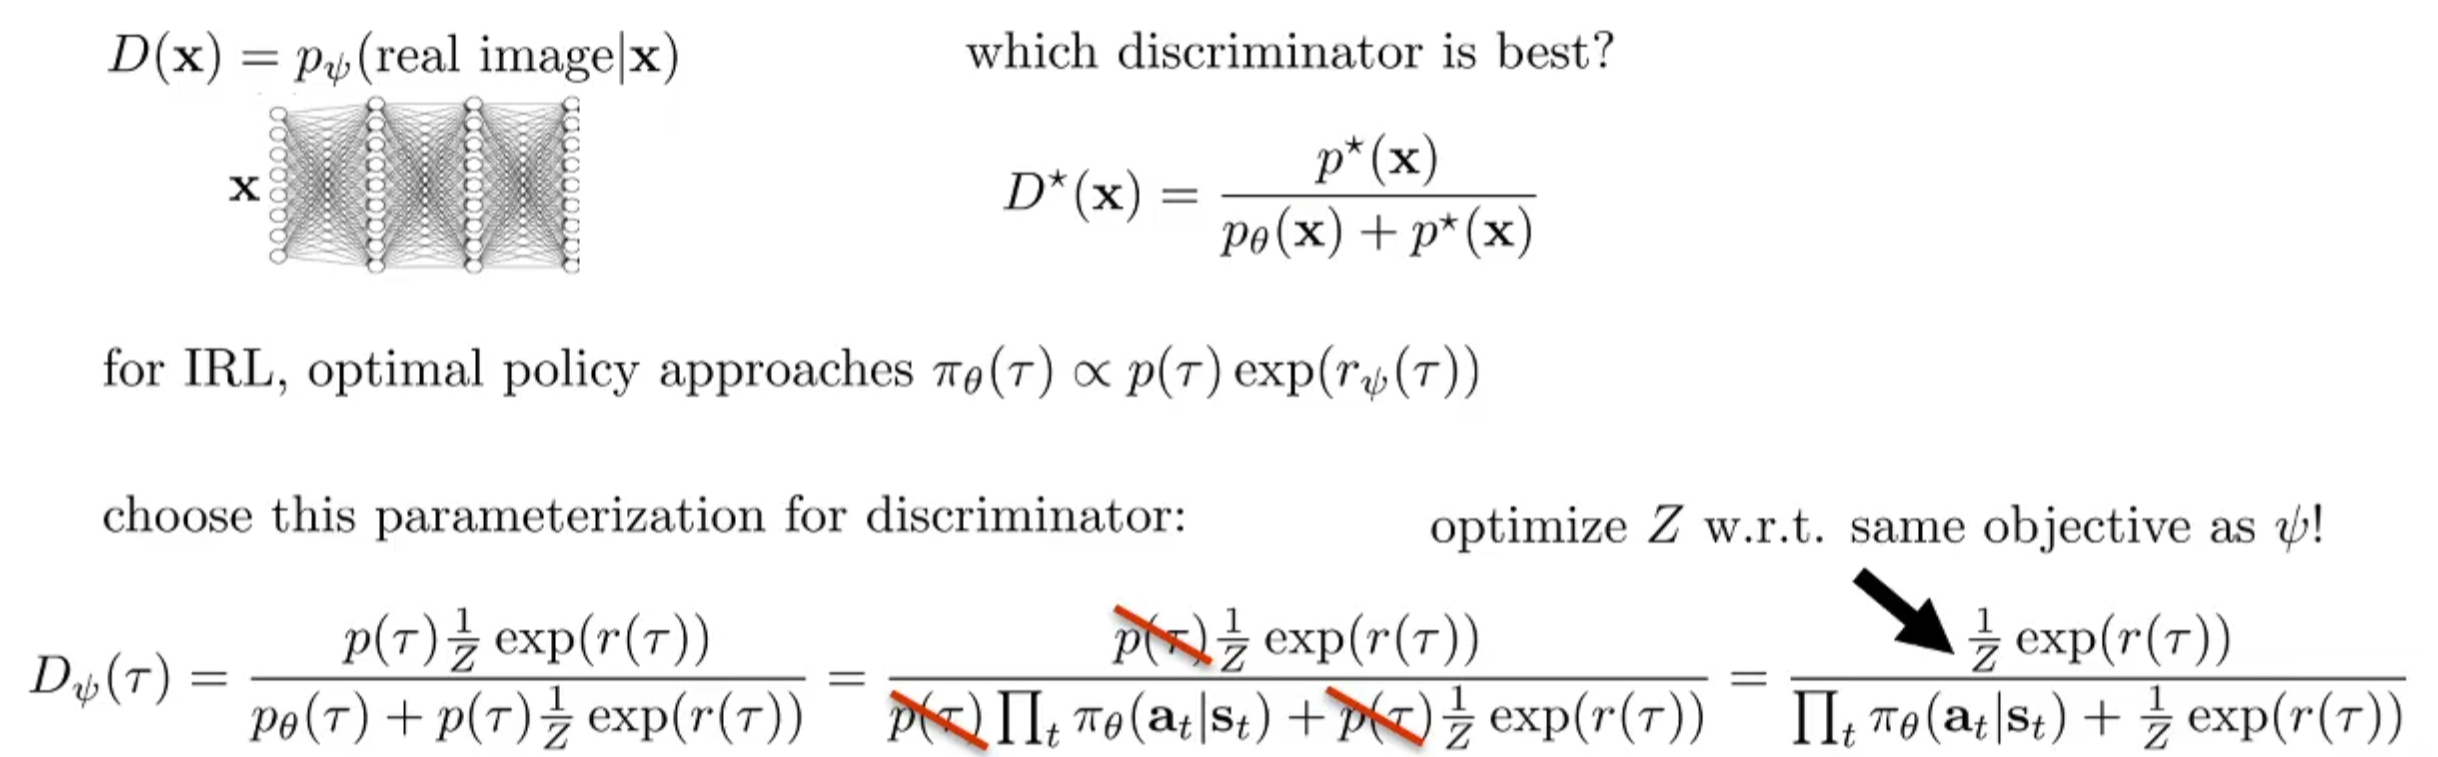 D(x) = p_ψ(real image|x)
which discriminator is best?
x
D⋆(x) = p⋆(x) / (p_θ(x) + p⋆(x))
for IRL, optimal policy approaches π_θ(τ) ∝ p(τ) exp(r_ψ(τ))
choose this parameterization for discriminator:
optimize Z w.r.t. same objective as ψ!
D_ψ(τ) = (p(τ) 1/Z exp(r(τ))) / (p_θ(τ) + p(τ) 1/Z exp(r(τ))) = (p(τ) 1/Z exp(r(τ))) / (p(τ) ∏_t π_θ(a_t|s_t) + p(τ) 1/Z exp(r(τ))) = (1/Z exp(r(τ))) / (∏_t π_θ(a_t|s_t) + 1/Z exp(r(τ)))